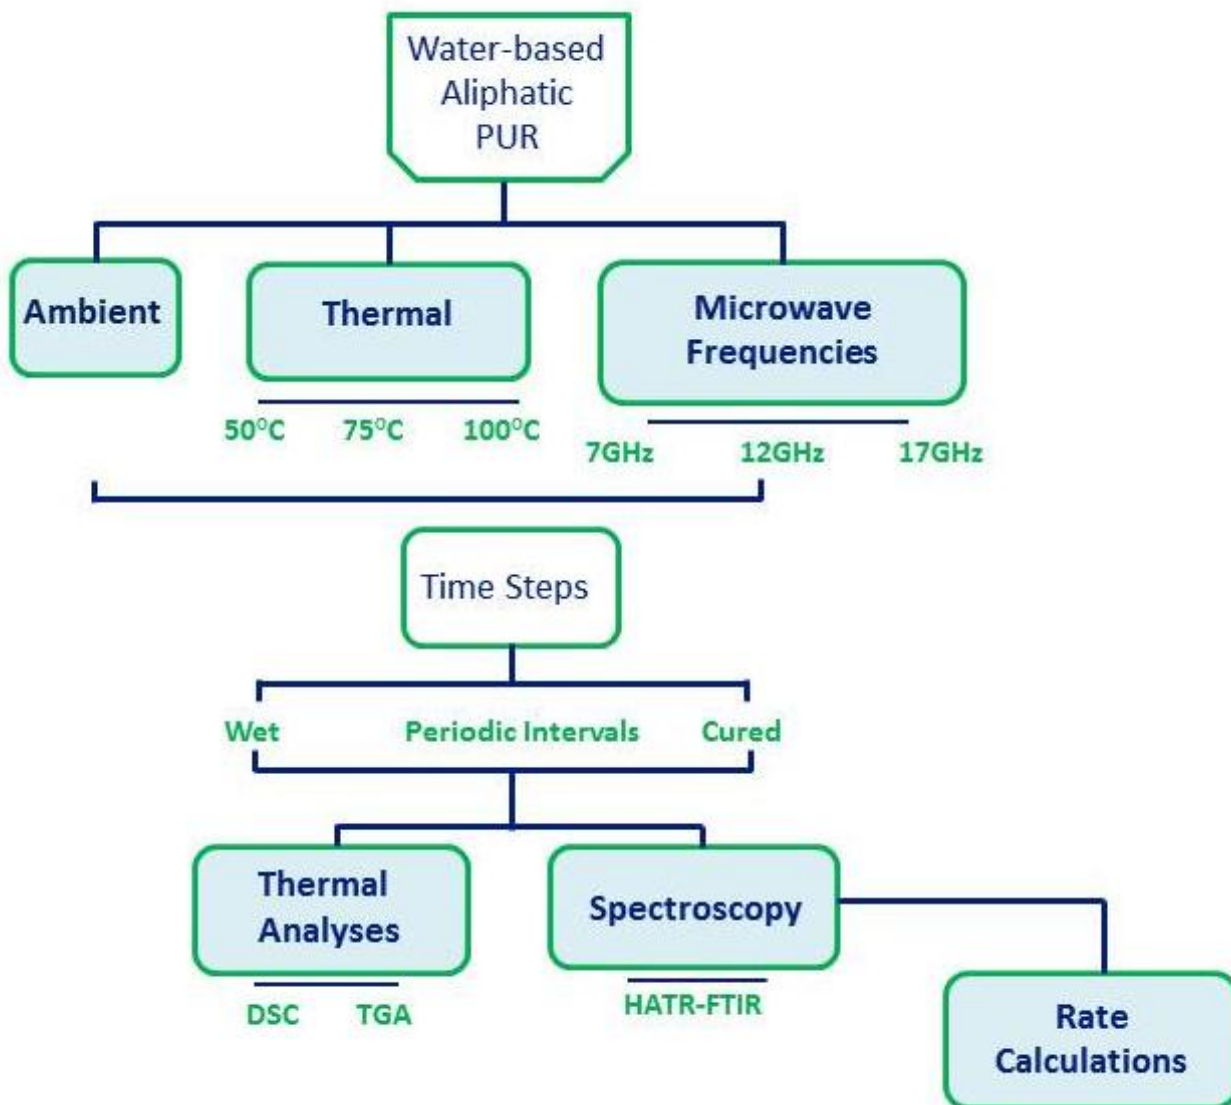 Water-based
Aliphatic
PUR
Ambient
Thermal
Microwave
Frequencies
50°C 75°C 100°C
7GHz 12GHz 17GHz
Time Steps
Wet Periodic Intervals Cured
Thermal
Analyses
Spectroscopy
DSC TGA
HATR-FTIR
Rate
Calculations